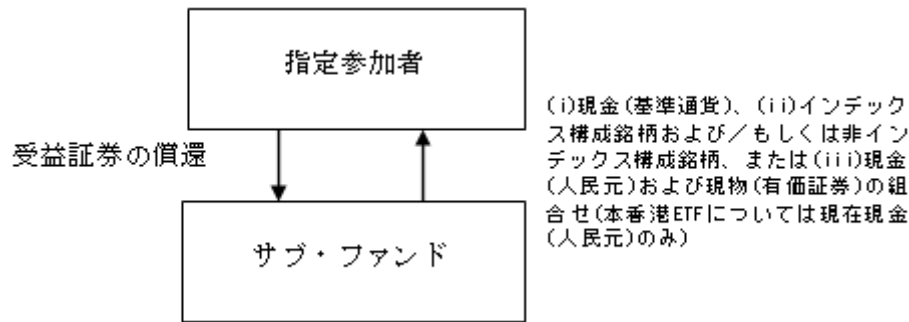 指定参加者
受益証券の償還
(i)現金(基準通貨)、(ii)インデック
ス構成銘柄および／もしくは非イン
デックス構成銘柄、または(iii)現金
(人民元)および現物(有価証券)の組
合せ(本香港ETFについては現在現金
(人民元)のみ)
サブ・ファンド